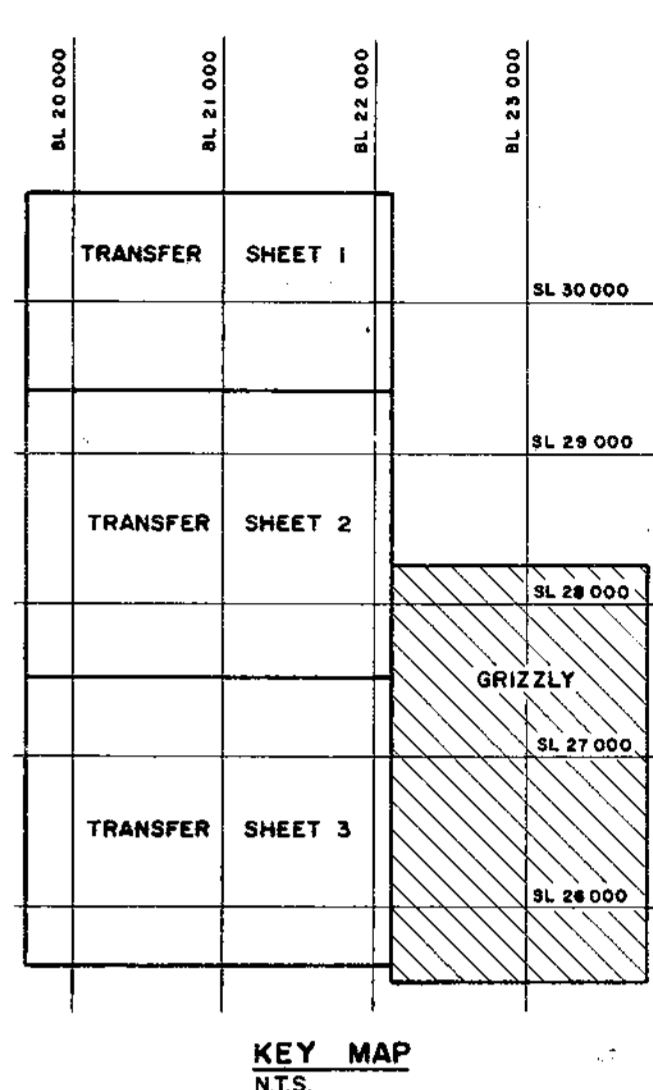 BL 20 000
BL 21 000
BL 22 000
BL 23 000
TRANSFER SHEET 1
SL 30 000
SL 29 000
TRANSFER SHEET 2
SL 28 000
GRIZZLY
SL 27 000
TRANSFER SHEET 3
SL 26 000
KEY MAP
N.T.S.